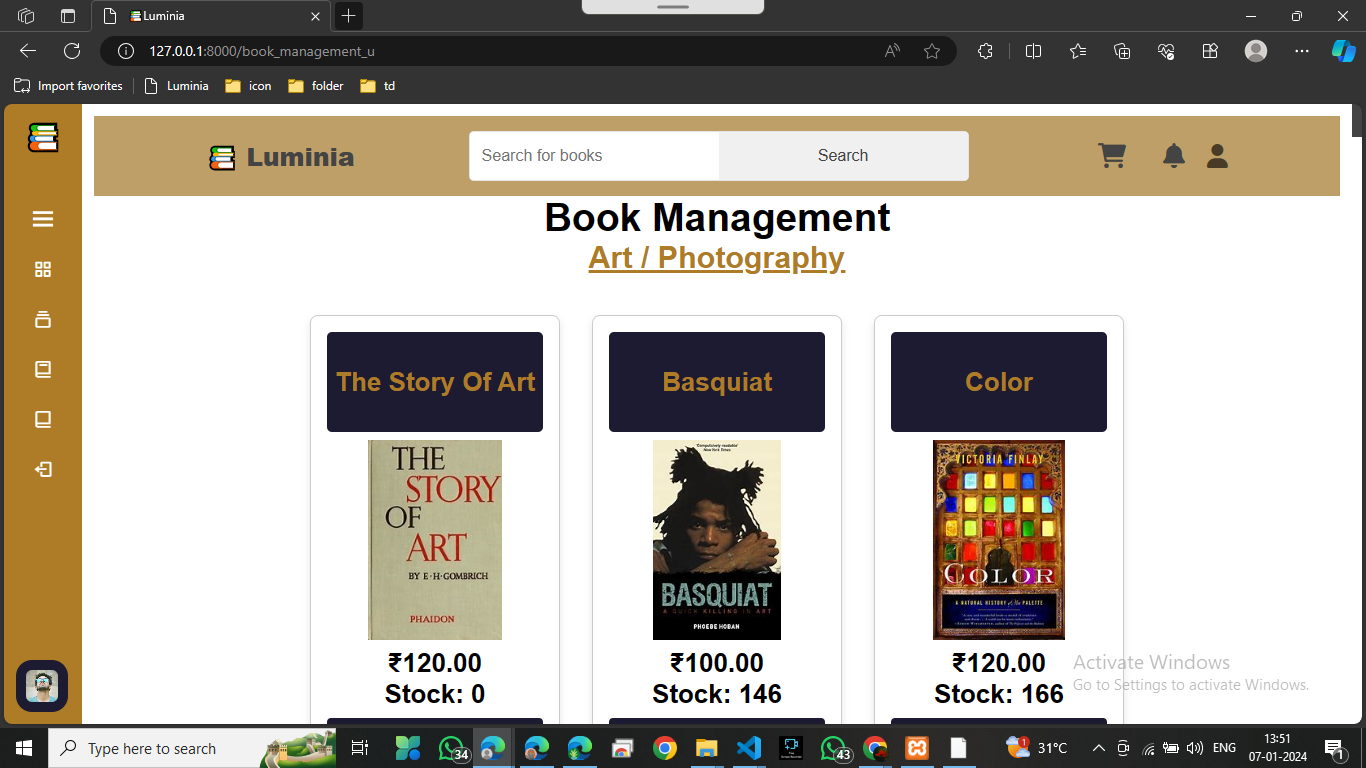 Luminia
127.0.0.1:8000/book_management_u
Import favorites
Luminia
icon
folder
td
Luminia
Search for books
Search
Book Management
Art / Photography
The Story Of Art
Basquiat
Color
THE
STORY
OF
ART
BY E·H·GOMBRICH
PHAIDON
'Compulsively readable'
New York Times
BASQUIAT
A QUICK KILLING IN ART
PHOEBE HOBAN
VICTORIA FINLAY
COLOR
A NATURAL HISTORY of the PALETTE
₹120.00
Stock: 0
₹100.00
Stock: 146
₹120.00
Stock: 166
Activate Windows
Go to Settings to activate Windows.
Type here to search
34
43
31°C
ENG
13:51
07-01-2024
1